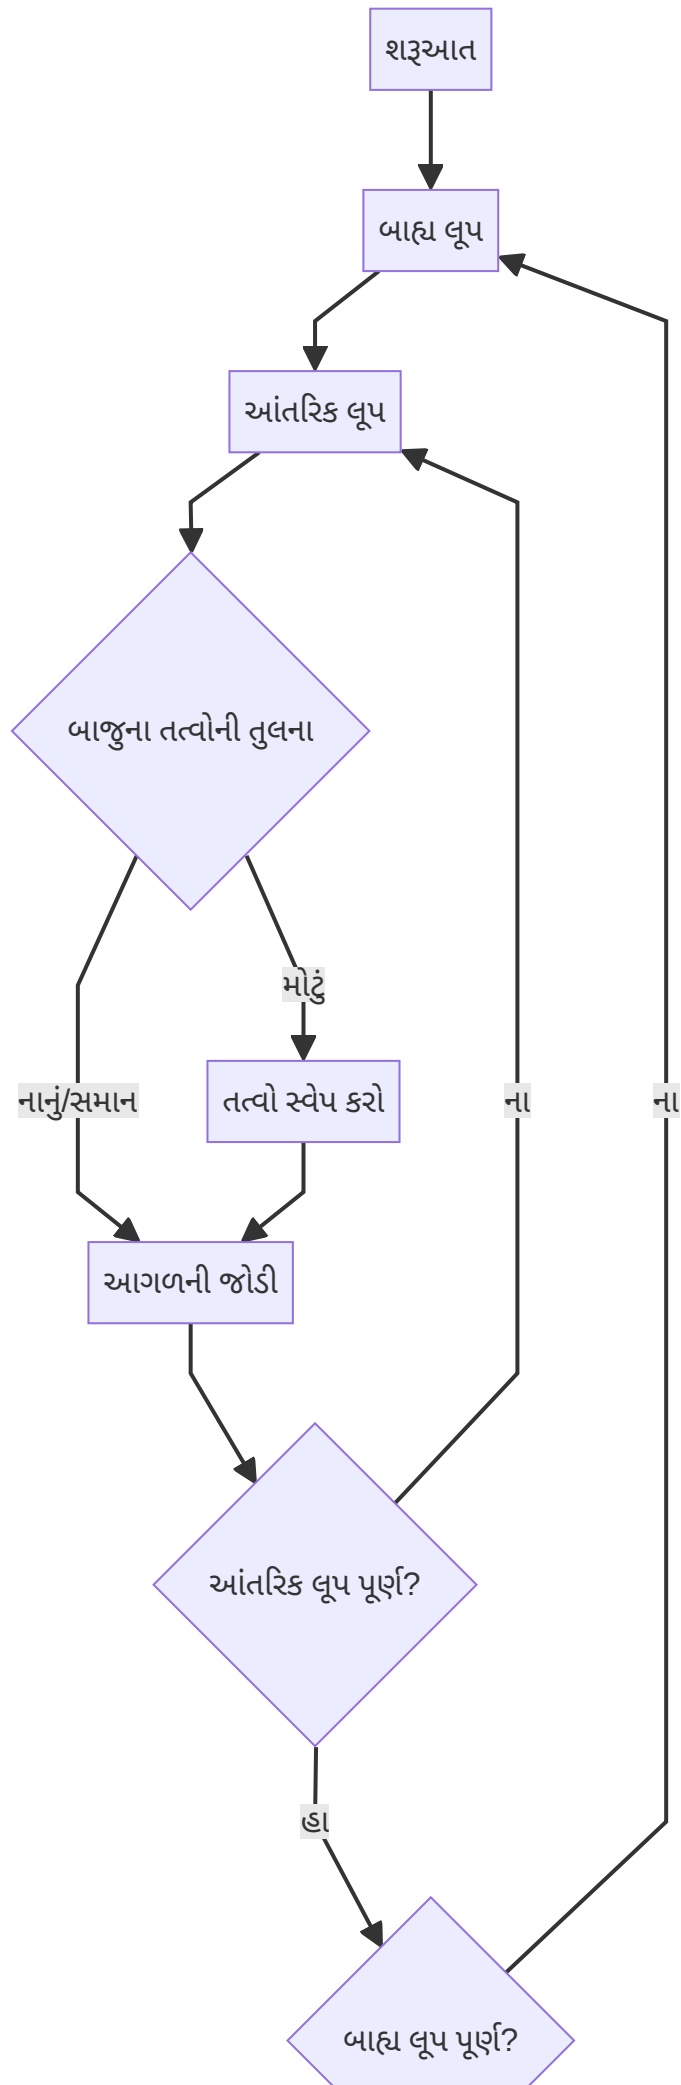 શરૂઆત
બાહ્ય લૂપ
આંતરિક લૂપ
બાજુના તત્વોની તુલના
મોટું
નાનું/સમાન
તત્વો સ્વેપ કરો
ના
ના
આગળની જોડી
આંતરિક લૂપ પૂર્ણ?
હા
બાહ્ય લૂપ પૂર્ણ?